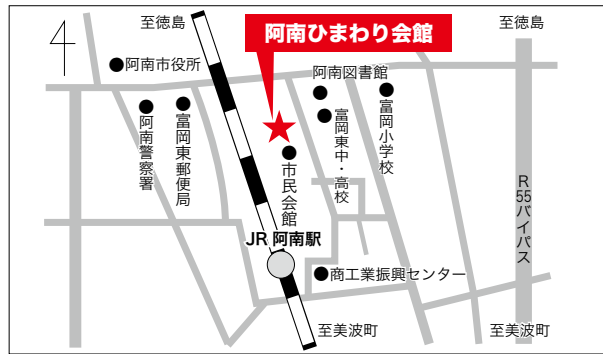 至徳島
至徳島
阿南ひまわり会館
阿南市役所
阿南図書館
阿南警察署
富岡東郵便局
市民会館
富岡東中・高校
富岡小学校
R55バイパス
JR 阿南駅
商工業振興センター
至美波町
至美波町